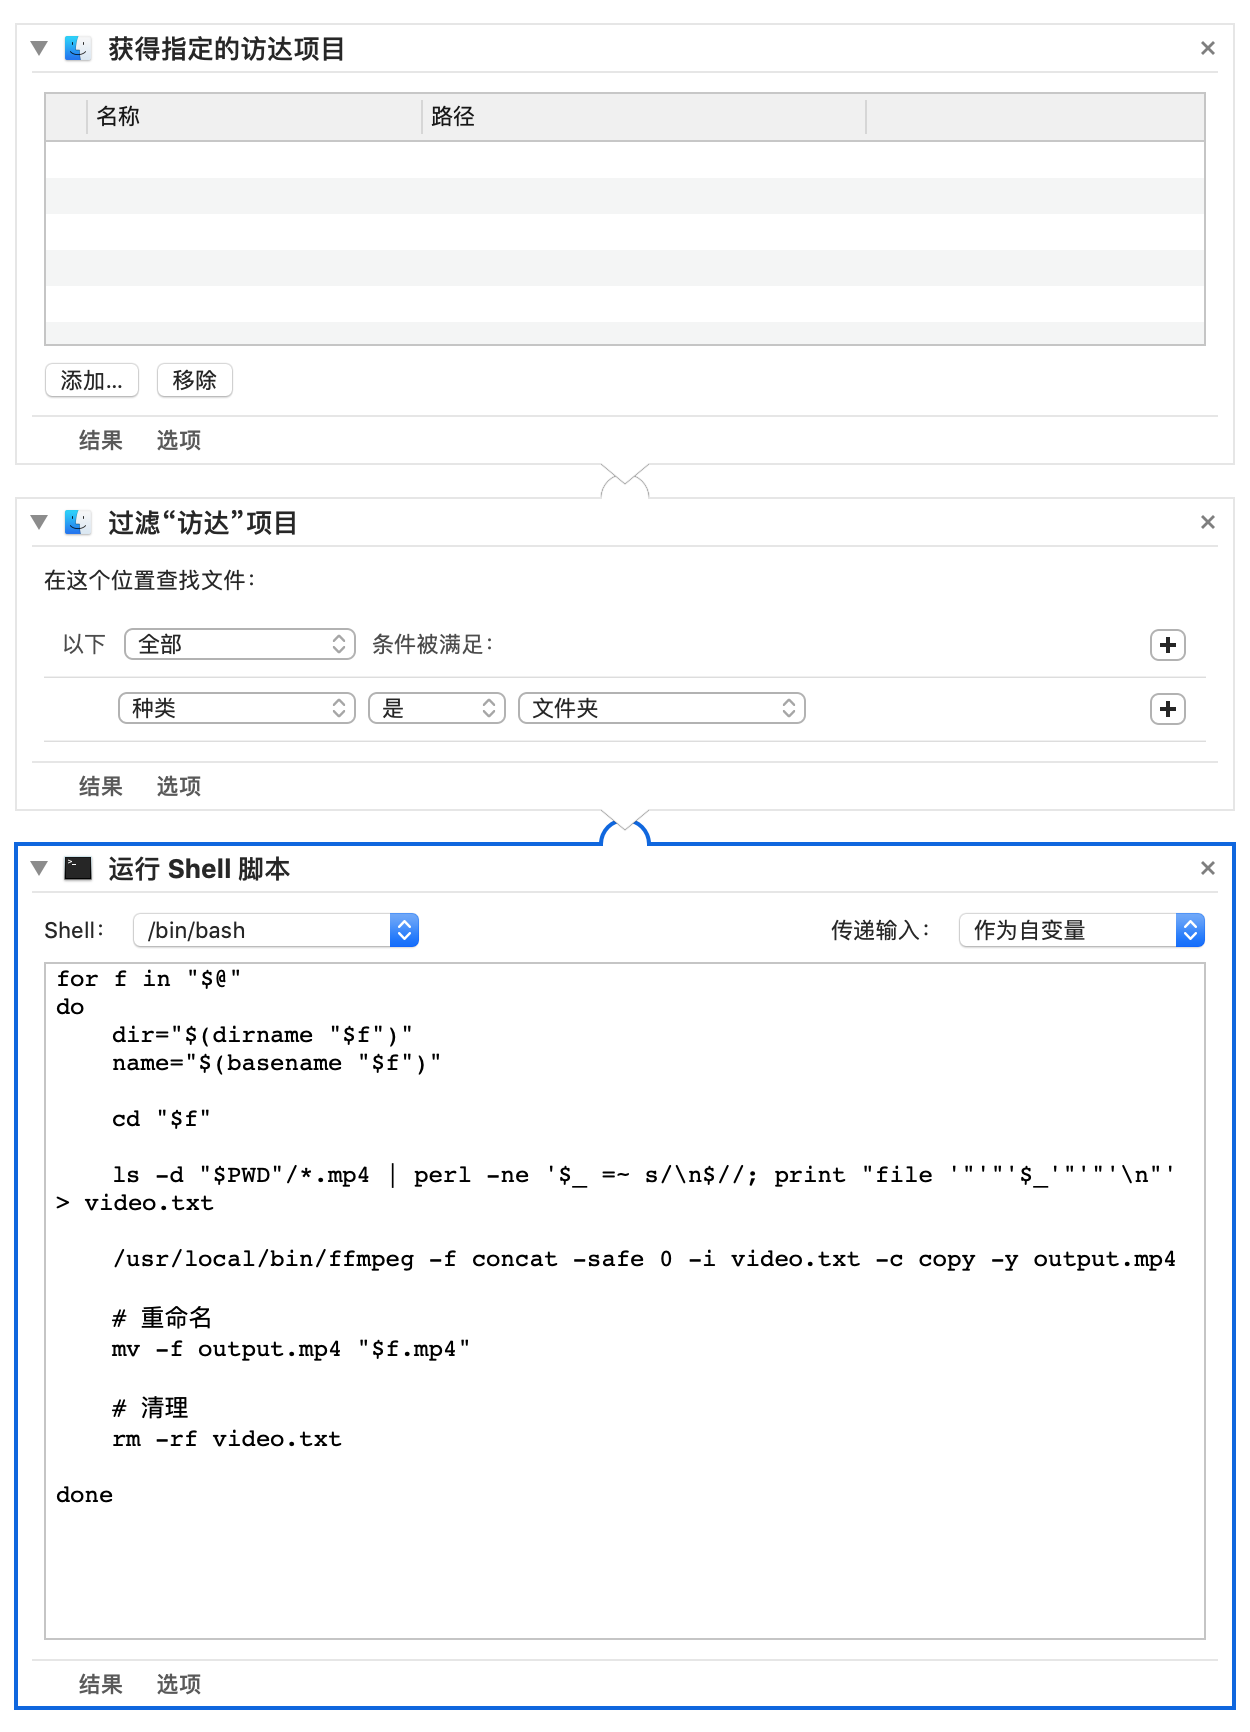 获得指定的访达项目
名称 路径
添加... 移除
结果 选项
过滤“访达”项目
在这个位置查找文件：
以下 全部 条件被满足：
种类 是 文件夹
结果 选项
运行 Shell 脚本
Shell： /bin/bash 传递输入： 作为自变量
for f in "$@"
do
dir="$(dirname "$f")"
name="$(basename "$f")"
cd "$f"
ls -d "$PWD"/*.mp4 | perl -ne '$_ =~ s/\n$//; print "file '"'"'$_'"'"'\n"'
> video.txt
/usr/local/bin/ffmpeg -f concat -safe 0 -i video.txt -c copy -y output.mp4
# 重命名
mv -f output.mp4 "$f.mp4"
# 清理
rm -rf video.txt
done
结果 选项